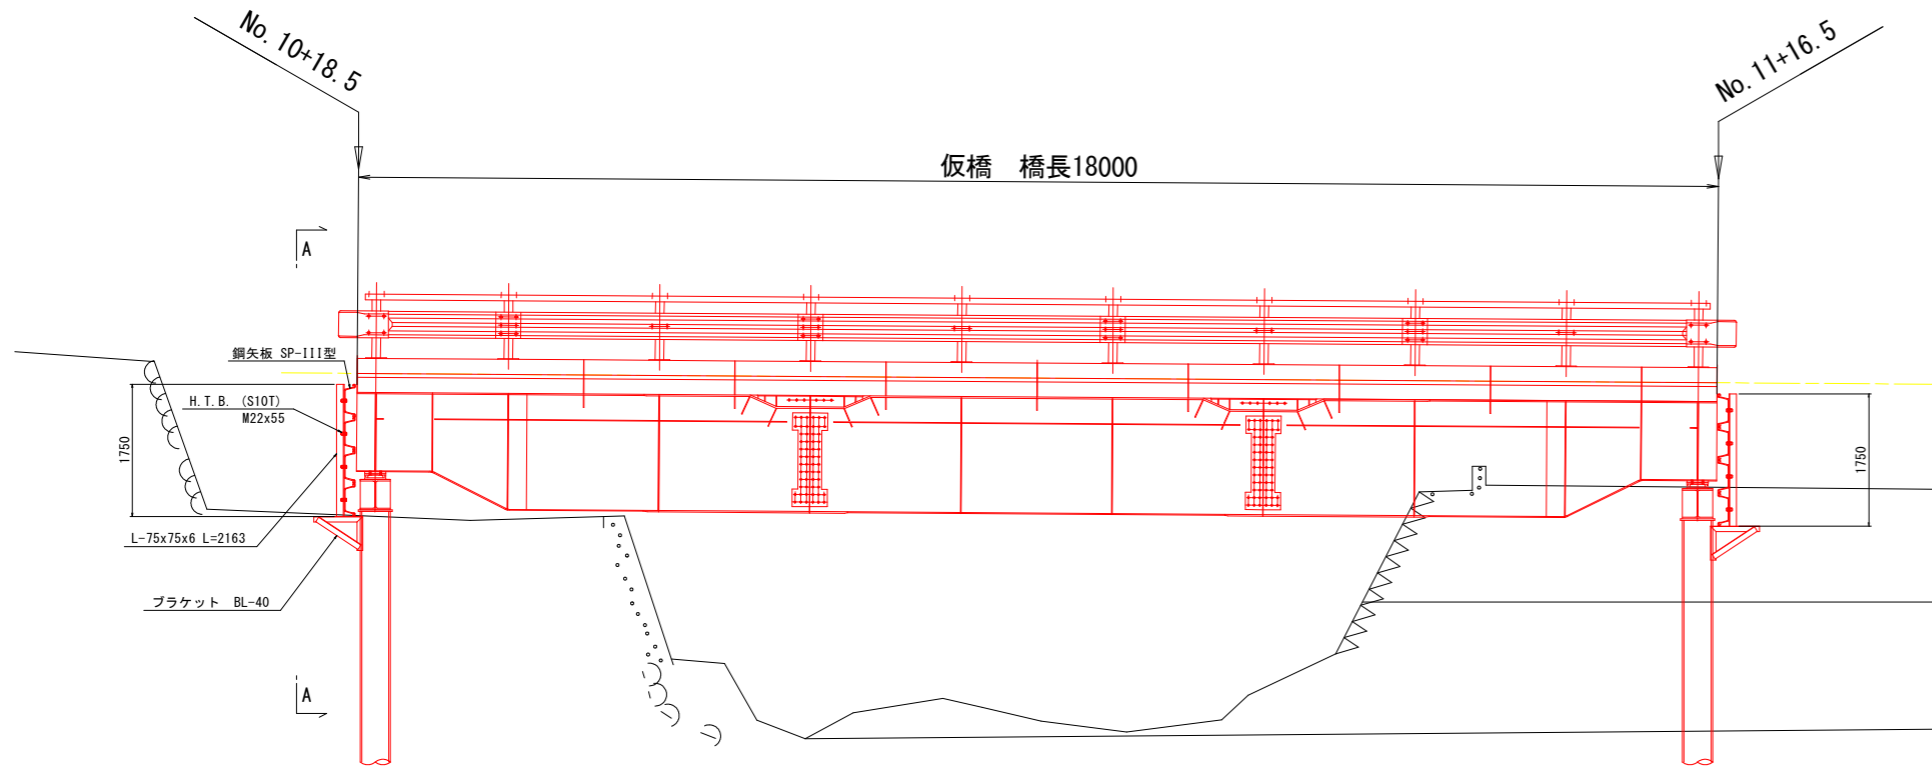 No. 10+18.5
No. 11+16.5
仮橋　橋長18000
A
鋼矢板 SP-III型
H.T.B. (S10T)
M22x55
1750
1750
L-75x75x6 L=2163
ブラケット　BL-40
A